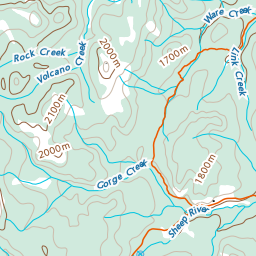 Ware Creek
Rock Creek
Volcano Creek
2000m
1700m
Link Creek
2100m
2000m
Gorge Creek
1800m
Sheep River